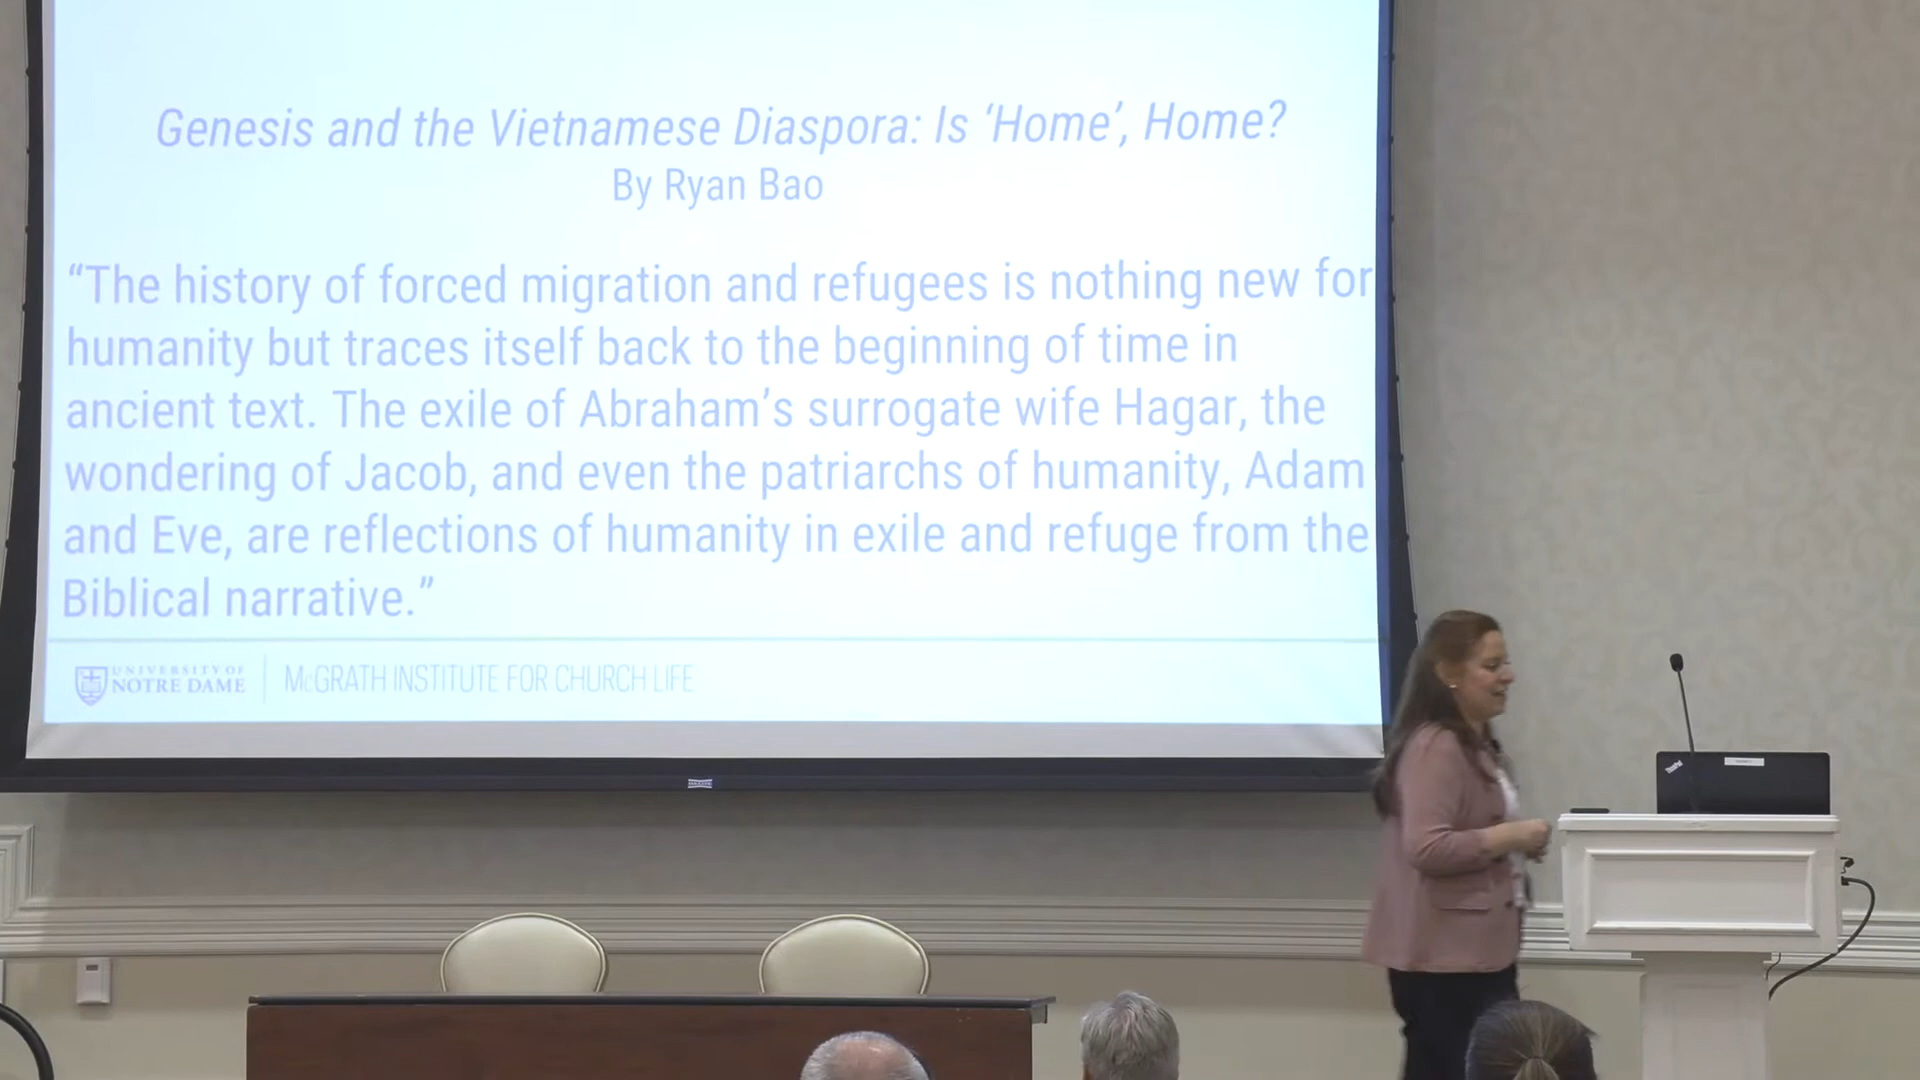 Genesis and the Vietnamese Diaspora: Is ‘Home’, Home?
By Ryan Bao
“The history of forced migration and refugees is nothing new for
humanity but traces itself back to the beginning of time in
ancient text. The exile of Abraham’s surrogate wife Hagar, the
wondering of Jacob, and even the patriarchs of humanity, Adam
and Eve, are reflections of humanity in exile and refuge from the
Biblical narrative.”
UNIVERSITY OF
NOTRE DAME
McGRATH INSTITUTE FOR CHURCH LIFE
ThinkPad